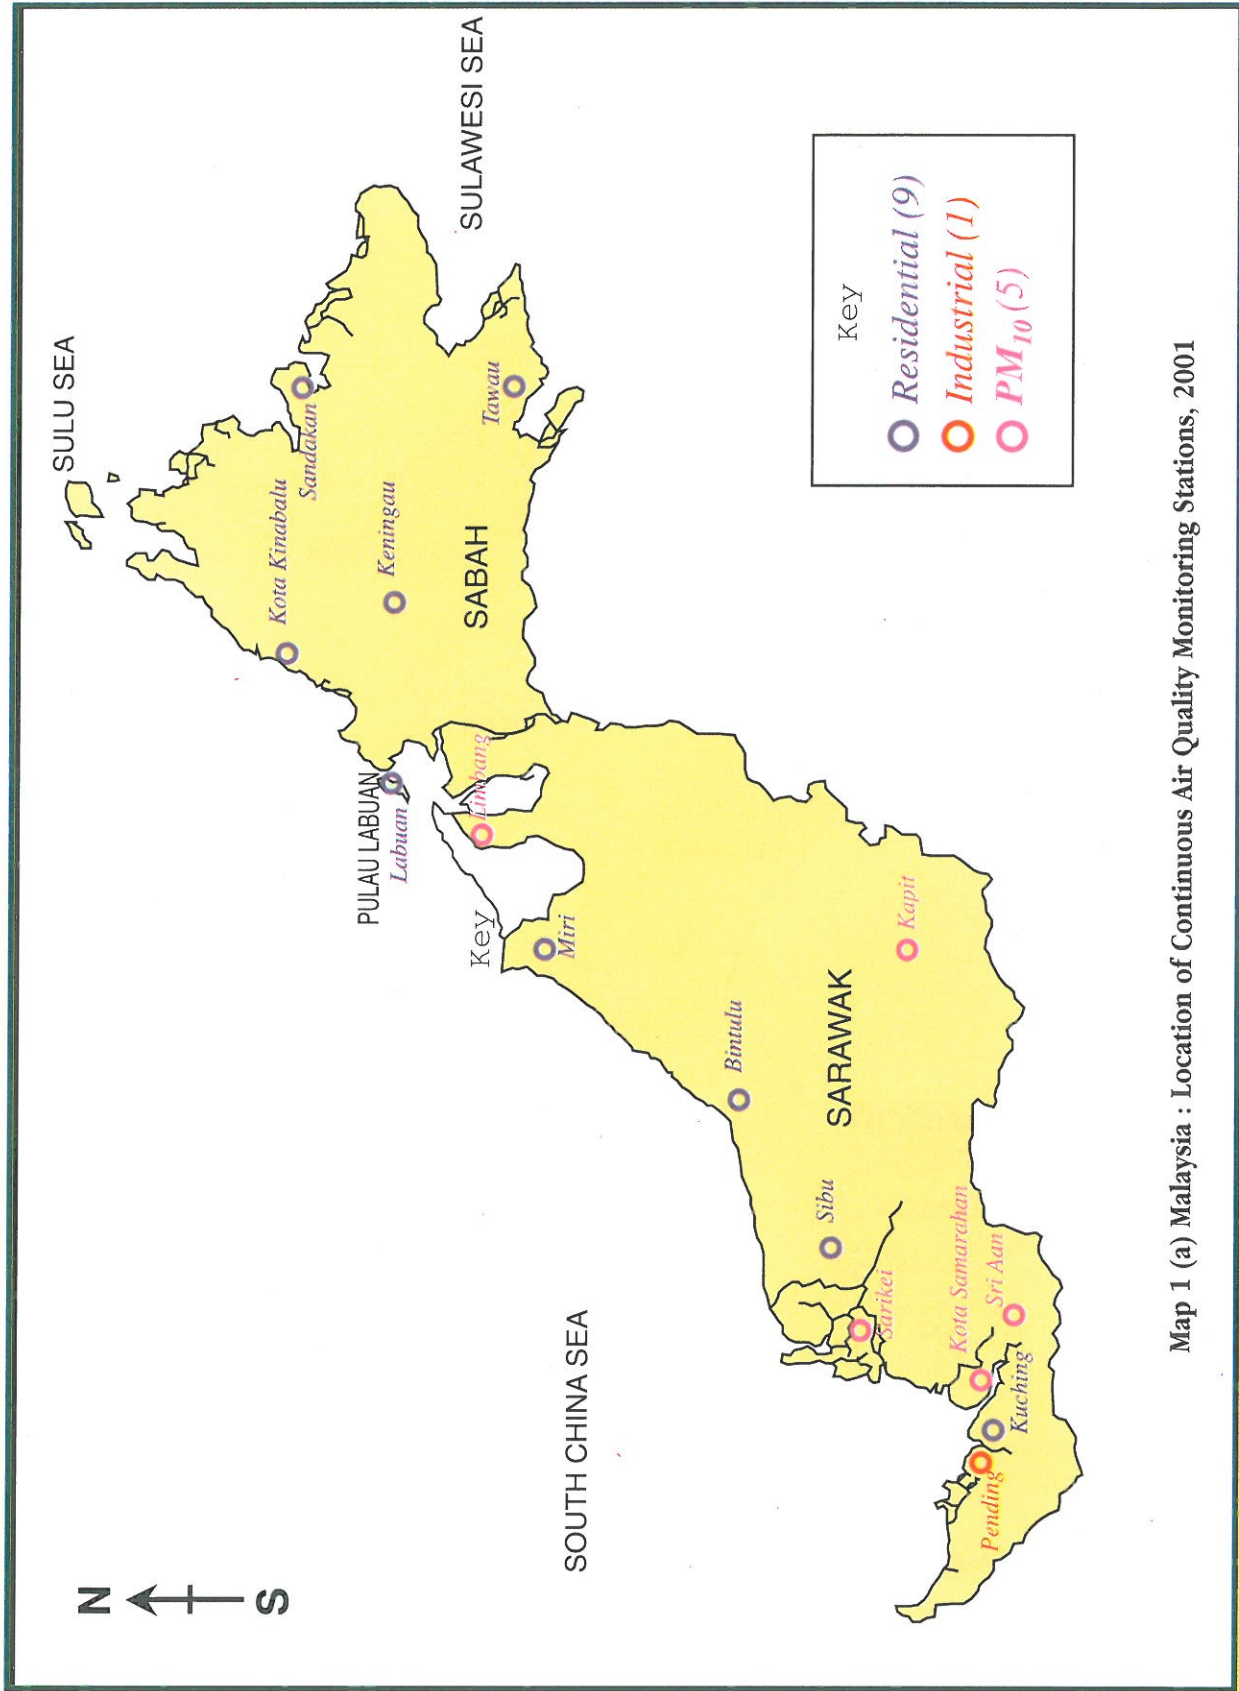 N
S
SULU SEA
SULAWESI SEA
Kota Kinabalu
Sandakan
Keningau
Tawau
SABAH
PULAU LABUAN
Labuan
Limbang
Key
Miri
Bintulu
SARAWAK
Kapit
Sibu
Sarikei
Kota Samarahan
Sri Aan
Kuching
Pending
SOUTH CHINA SEA
Key
Residential (9)
Industrial (1)
PM10 (5)
Map 1 (a) Malaysia : Location of Continuous Air Quality Monitoring Stations, 2001